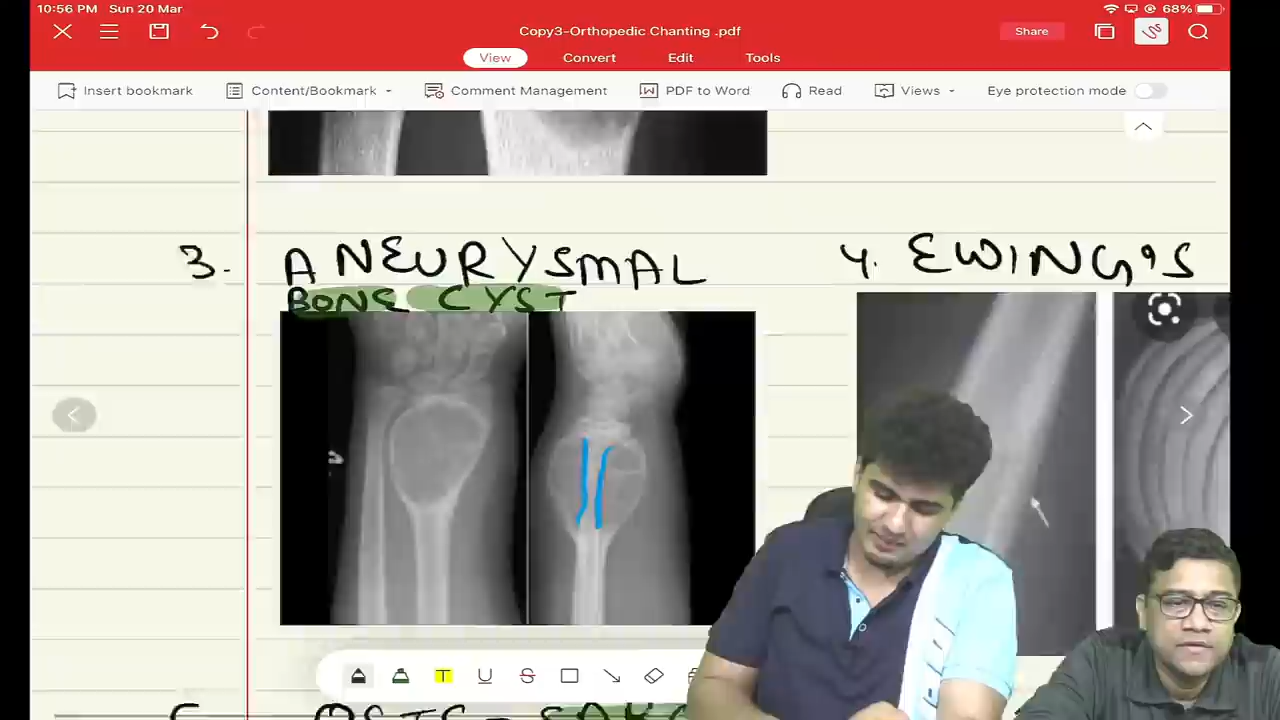 10:56 PM Sun 20 Mar
68%
Copy3-Orthopedic Chanting .pdf
Share
View Convert Edit Tools
Insert bookmark Content/Bookmark Comment Management PDF to Word Read Views Eye protection mode
3. ANEURYSMAL
BONE CYST
4. EWING'S
T U S